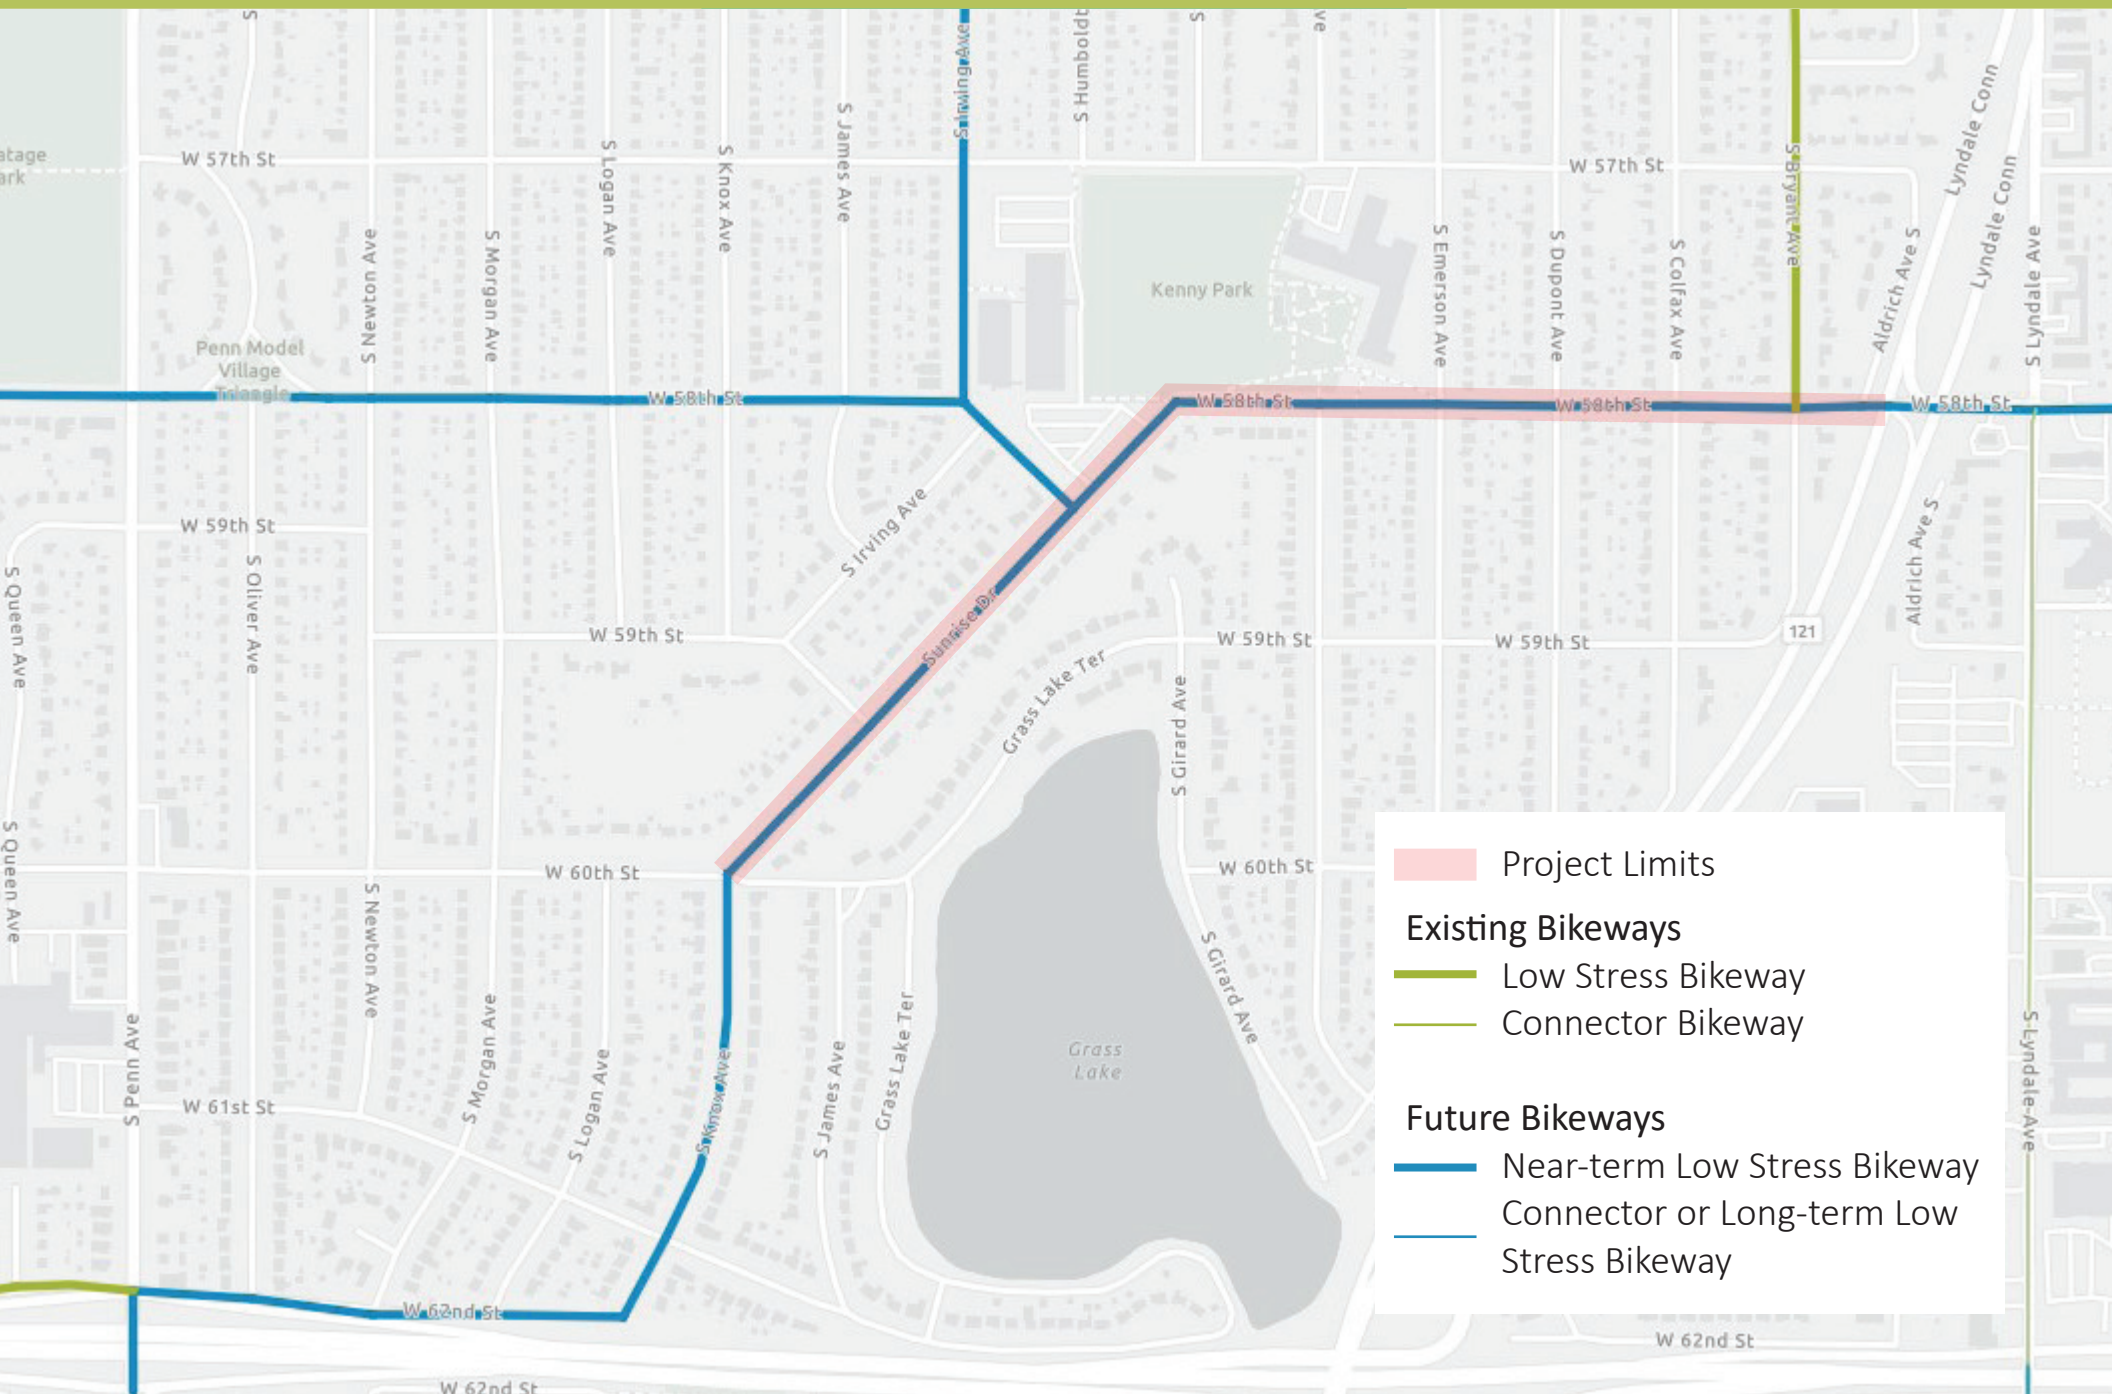 S Irving Ave
S Humboldt
W 57th St
W 57th St
S Logan Ave
S Knox Ave
S James Ave
S Bryant Ave
Lyndale Conn
Lyndale Conn
S Newton Ave
S Morgan Ave
S Emerson Ave
S Dupont Ave
S Colfax Ave
Aldrich Ave S
S Lyndale Ave
Kenny Park
Penn Model
Village
Triangle
W 58th St
W 58th St
W 58th St
W 58th St
W 59th St
S Irving Ave
S Queen Ave
S Oliver Ave
Sunrise Dr
Aldrich Ave S
W 59th St
W 59th St
W 59th St
121
Grass Lake Ter
S Girard Ave
S Queen Ave
W 60th St
W 60th St
S Newton Ave
S Girard Ave
S Penn Ave
S Morgan Ave
S Logan Ave
S Knox Ave
S James Ave
Grass Lake Ter
Grass
Lake
S Lyndale Ave
W 61st St
W 62nd St
W 62nd St
W 62nd St
Project Limits
Existing Bikeways
Low Stress Bikeway
Connector Bikeway
Future Bikeways
Near-term Low Stress Bikeway
Connector or Long-term Low
Stress Bikeway